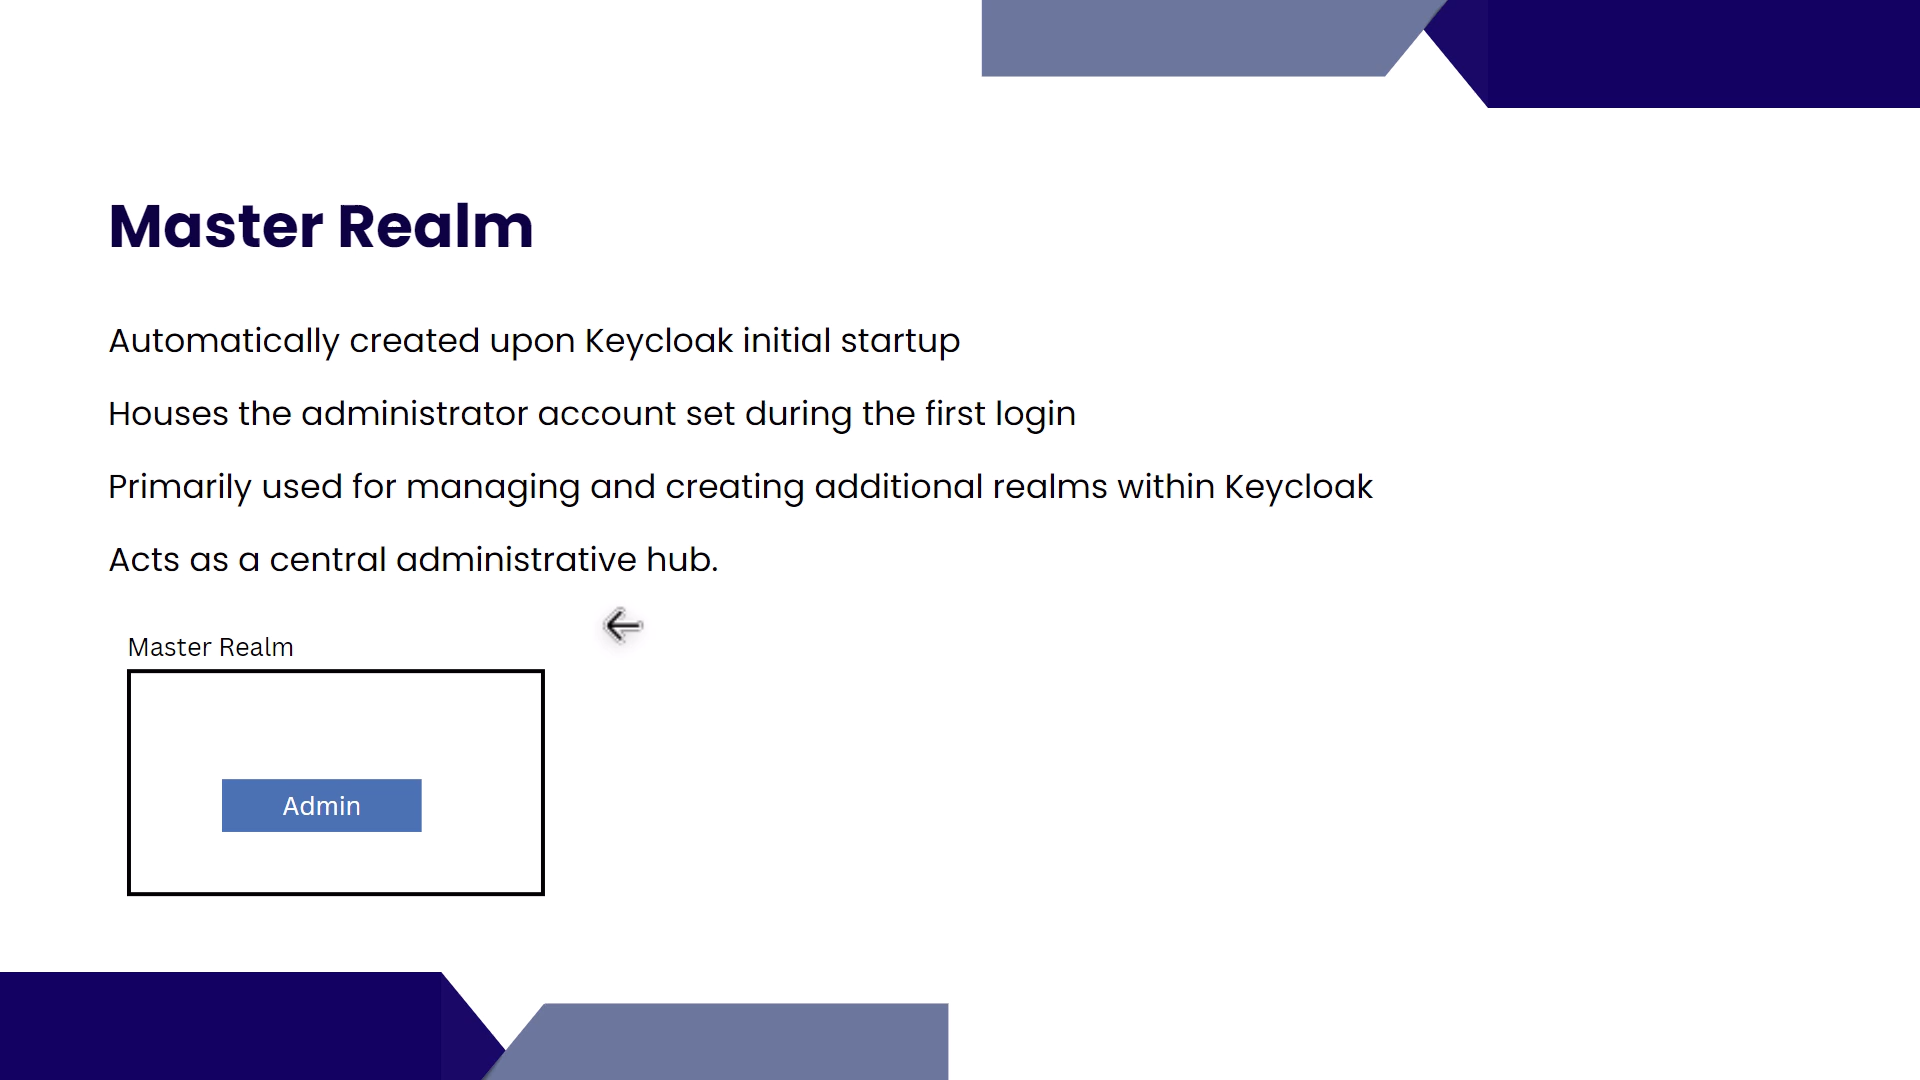 Master Realm
Automatically created upon Keycloak initial startup
Houses the administrator account set during the first login
Primarily used for managing and creating additional realms within Keycloak
Acts as a central administrative hub.
Master Realm
Admin